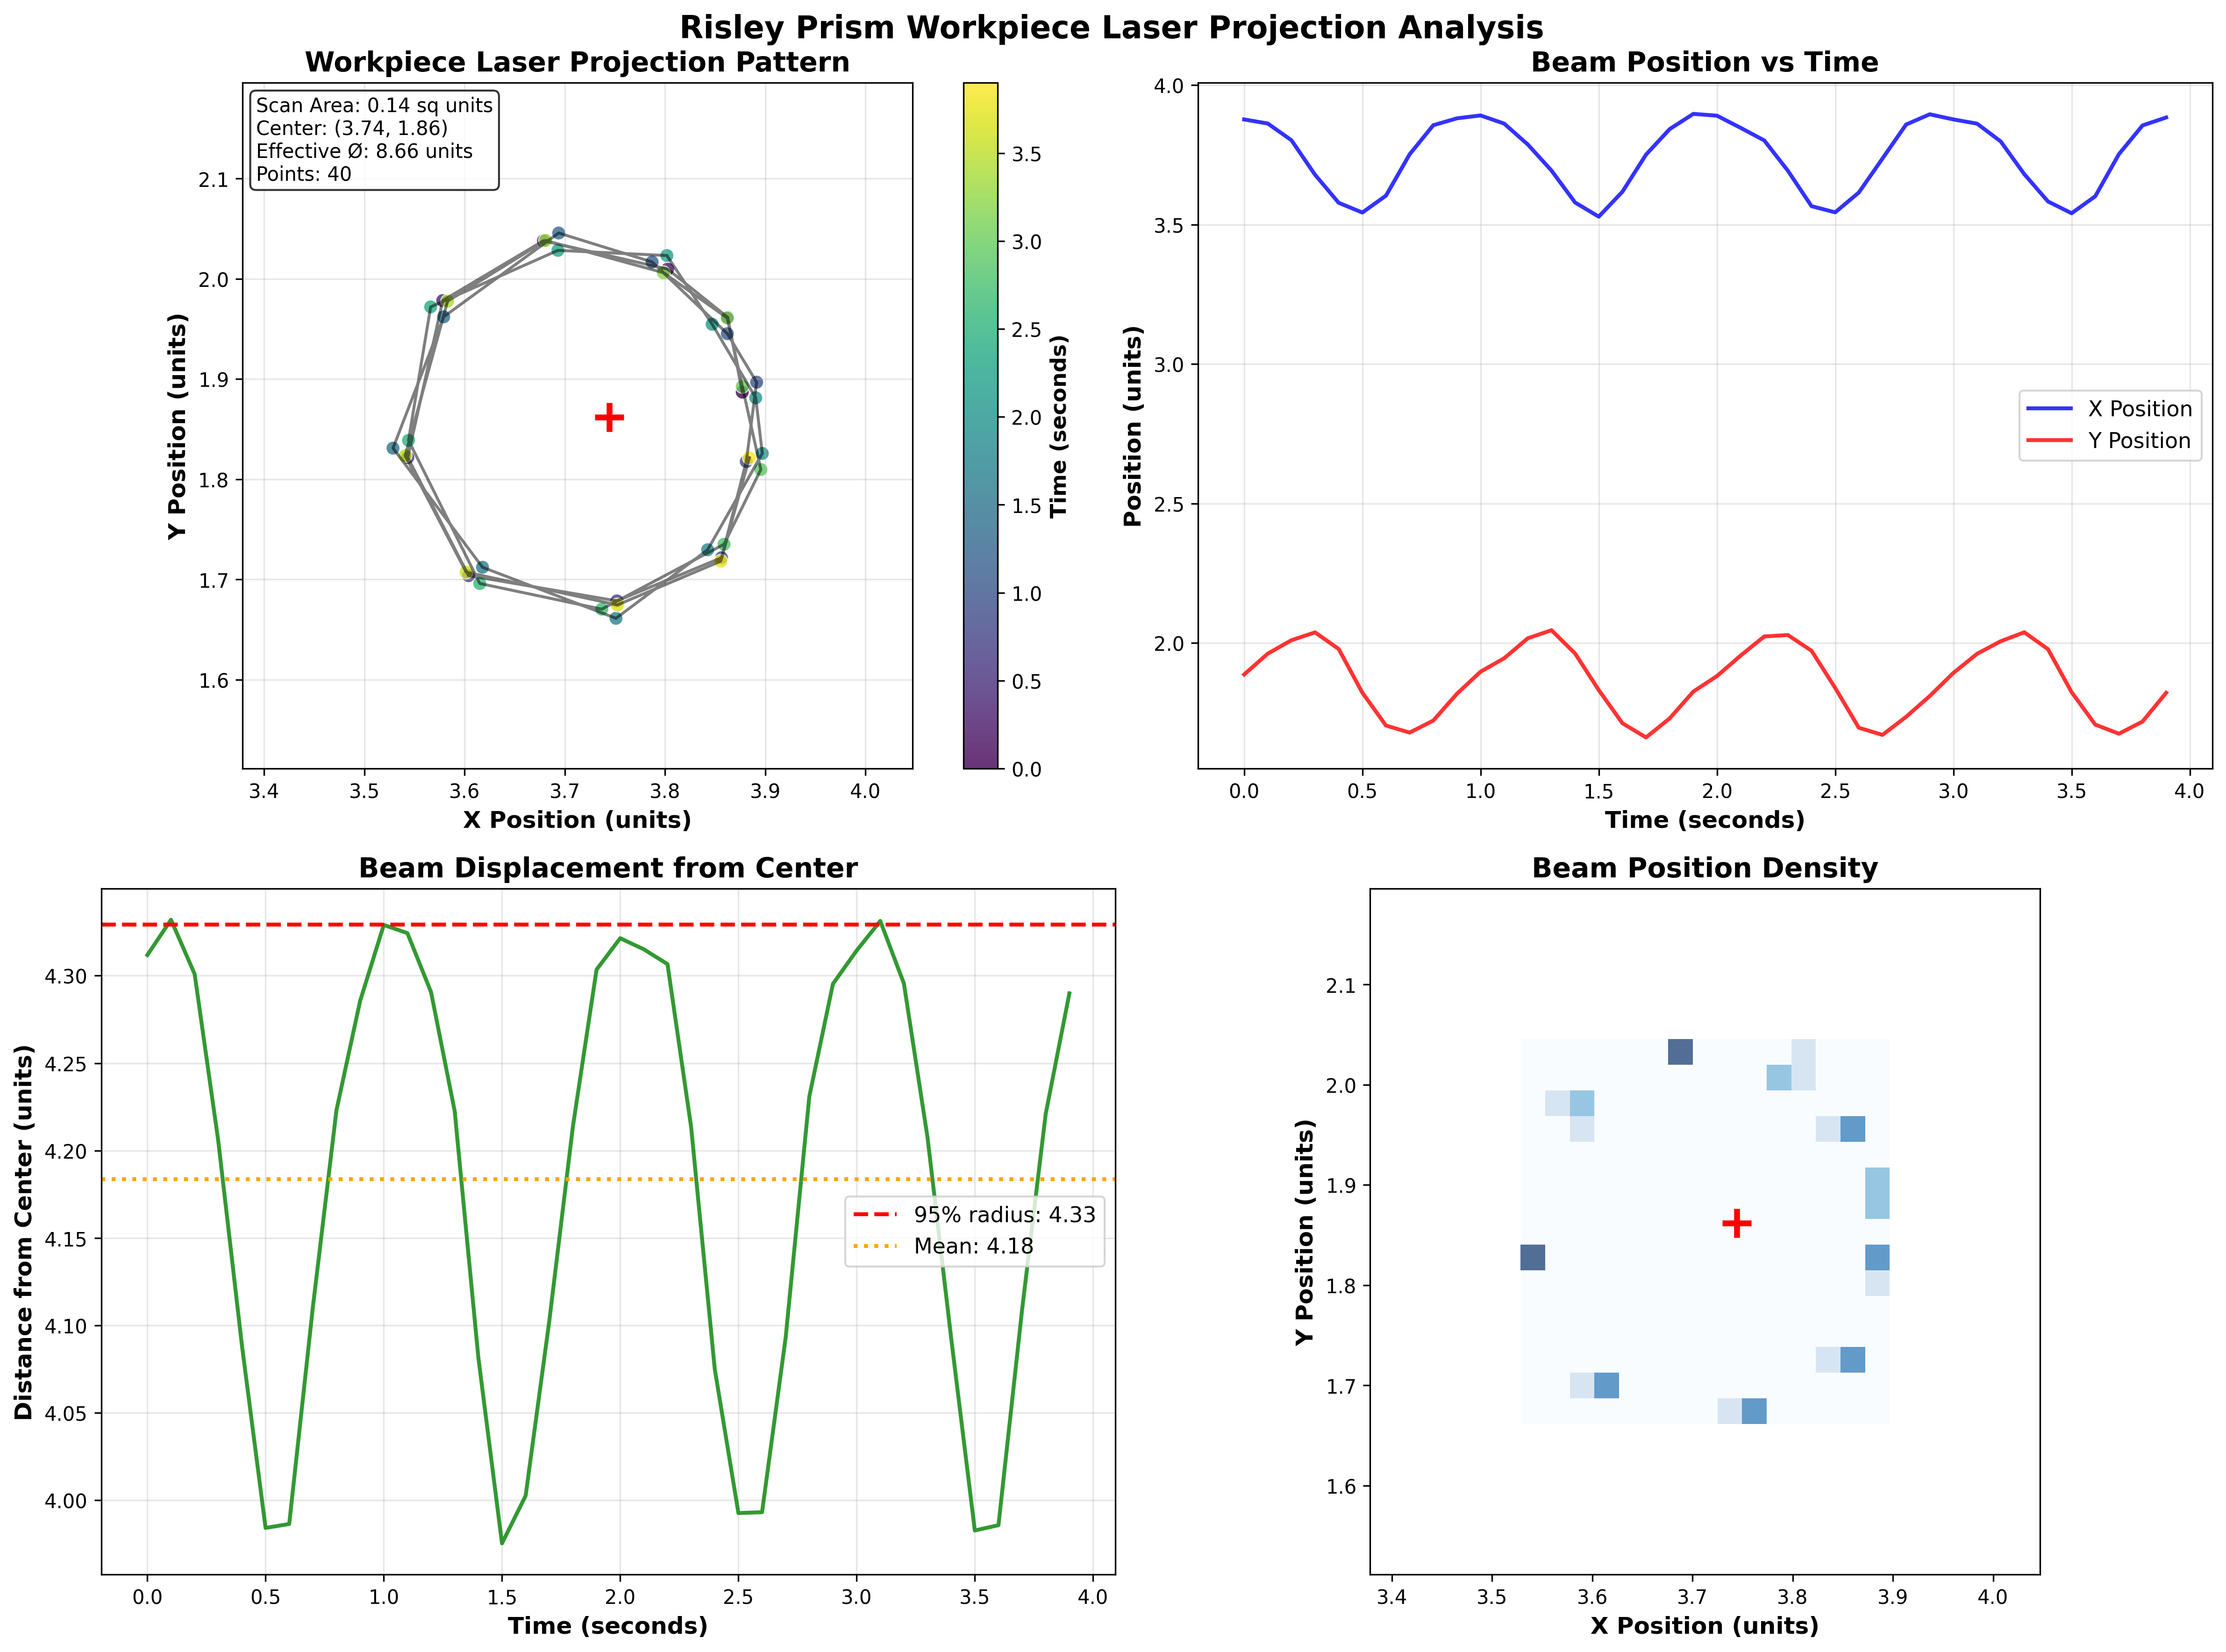 Risley Prism Workpiece Laser Projection Analysis
Workpiece Laser Projection Pattern
Scan Area: 0.14 sq units
Center: (3.74, 1.86)
Effective Ø: 8.66 units
Points: 40
Y Position (units)
2.1
2.0
1.9
1.8
1.7
1.6
3.4 3.5 3.6 3.7 3.8 3.9 4.0
X Position (units)
3.5
3.0
2.5
2.0
1.5
1.0
0.5
0.0
Time (seconds)
Beam Position vs Time
Position (units)
4.0
3.5
3.0
2.5
2.0
X Position
Y Position
0.0 0.5 1.0 1.5 2.0 2.5 3.0 3.5 4.0
Time (seconds)
Beam Displacement from Center
Distance from Center (units)
4.30
4.25
4.20
4.15
4.10
4.05
4.00
95% radius: 4.33
Mean: 4.18
0.0 0.5 1.0 1.5 2.0 2.5 3.0 3.5 4.0
Time (seconds)
Beam Position Density
Y Position (units)
2.1
2.0
1.9
1.8
1.7
1.6
3.4 3.5 3.6 3.7 3.8 3.9 4.0
X Position (units)